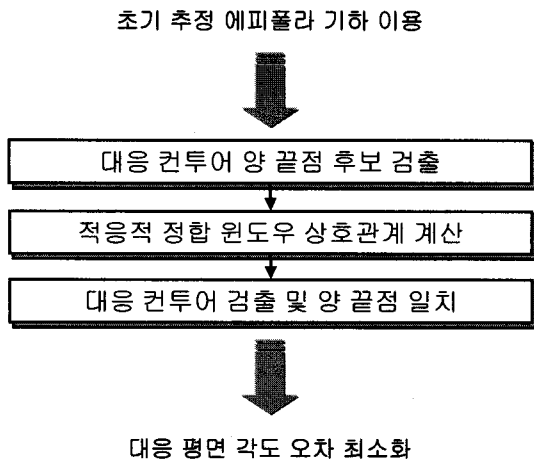 초기 추정 에피폴라 기하 이용
대응 컨투어 양 끝점 후보 검출
적응적 정합 윈도우 상호관계 계산
대응 컨투어 검출 및 양 끝점 일치
대응 평면 각도 오차 최소화